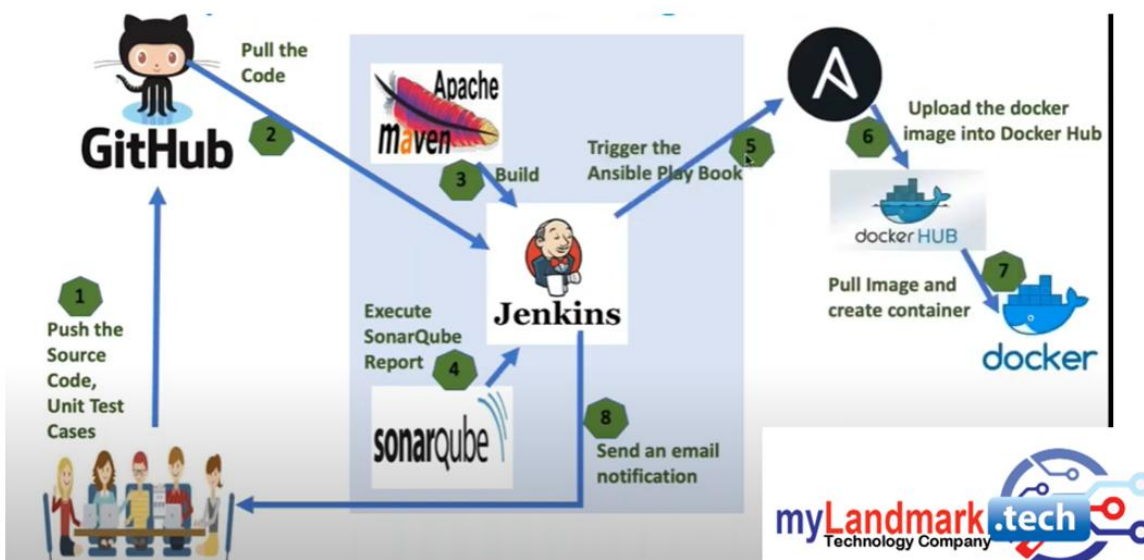 Pull the
Code
GitHub
2
Apache
maven
3
Build
Trigger the
Ansible Play Book
5
A
6
Upload the docker
image into Docker Hub
docker HUB
7
Pull Image and
create container
docker
1
Push the
Source
Code,
Unit Test
Cases
Execute
SonarQube
Report
4
Jenkins
sonarqube
8
Send an email
notification
myLandmark.tech
Technology Company